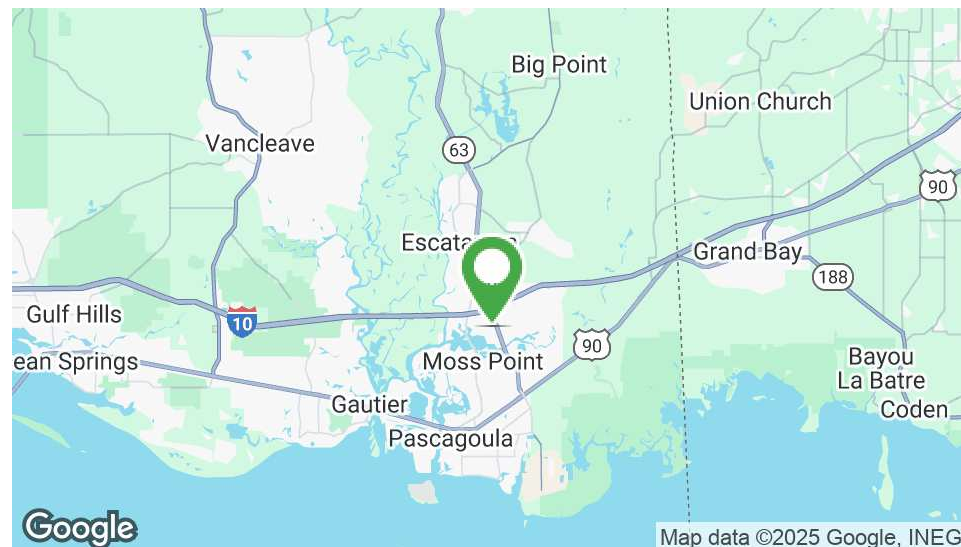 Big Point
Union Church
Vancleave
63
90
Grand Bay
188
Gulf Hills
10
90
ean Springs
Moss Point
Bayou
La Batre
Gautier
Coden
Pascagoula
Google
Map data ©2025 Google, INEG